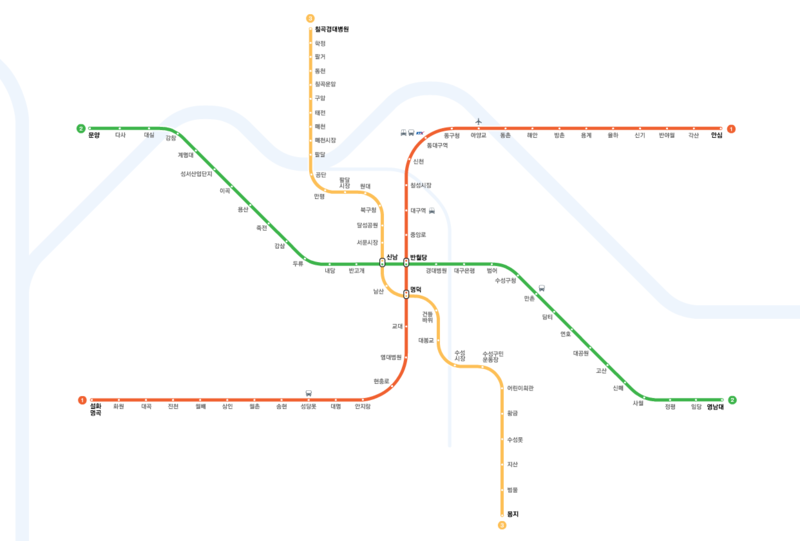 3
칠곡경대병원
학정
팔거
동천
칠곡운암
구암
태전
매천
매천시장
팔달
공단
만평
팔달
시장
원대
북구청
달성공원
서문시장
신남
남산
명덕
건들
바위
대봉교
수성
시장
수성구민
운동장
어린이회관
황금
수성못
지산
범물
용지
3
2
문양
다사
대실
강창
계명대
성서산업단지
이곡
용산
죽전
감삼
두류
내당
반고개
반월당
경대병원
대구은행
범어
수성구청
만촌
담티
연호
대공원
고산
신매
사월
정평
임당
영남대
2
1
안심
각산
반야월
신기
율하
용계
방촌
해안
동촌
아양교
동구청
동대구역
신천
칠성시장
대구역
중앙로
교대
영대병원
현충로
안지랑
대명
성당못
송현
월촌
상인
월배
진천
대곡
화원
설화
명곡
1